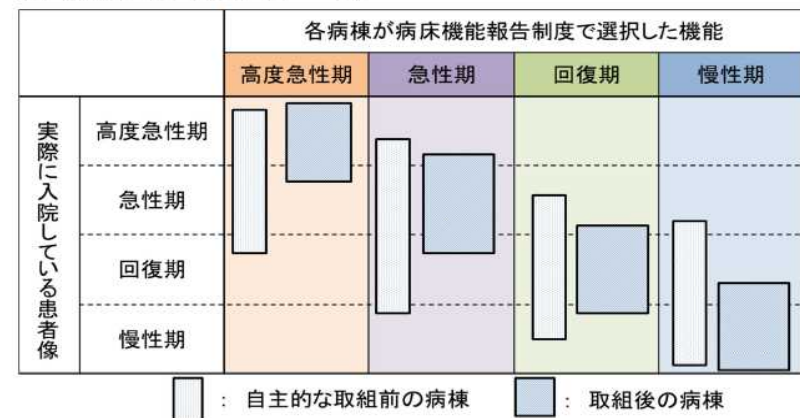 各病棟が病床機能報告制度で選択した機能
高度急性期 急性期 回復期 慢性期
実際に入院している患者像
高度急性期
急性期
回復期
慢性期
： 自主的な取組前の病棟 ： 取組後の病棟